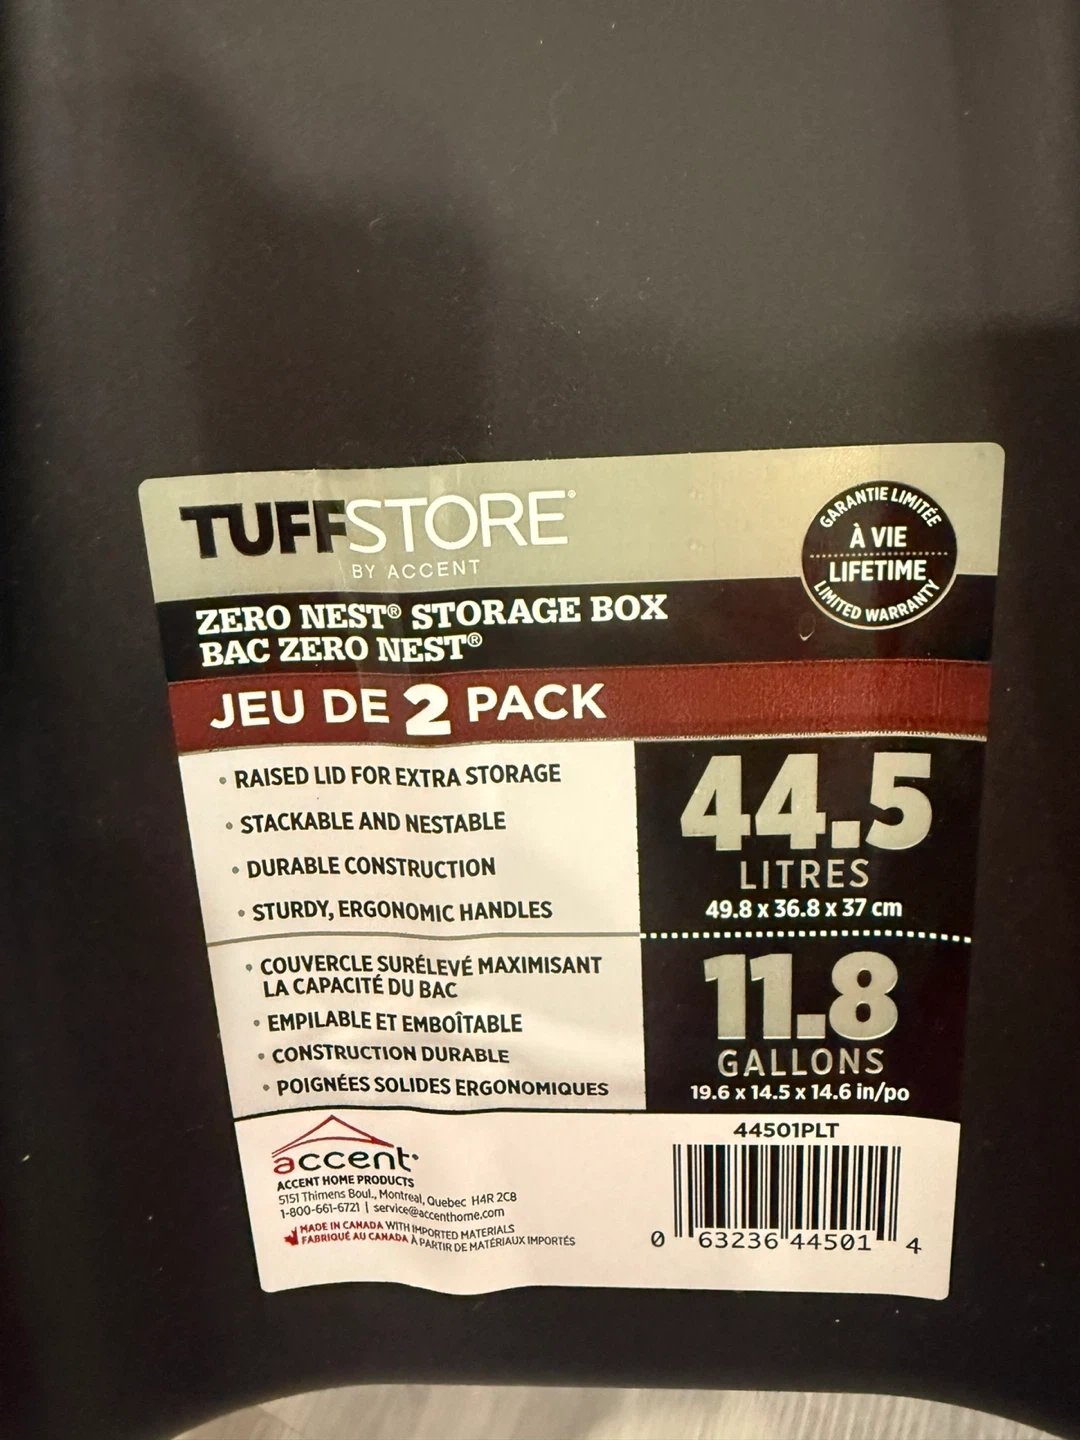 TUFFSTORE®
BY ACCENT
GARANTIE LIMITÉE
À VIE
LIFETIME
LIMITED WARRANTY
ZERO NEST® STORAGE BOX
BAC ZERO NEST®
JEU DE 2 PACK
• RAISED LID FOR EXTRA STORAGE
• STACKABLE AND NESTABLE
• DURABLE CONSTRUCTION
• STURDY, ERGONOMIC HANDLES
• COUVERCLE SURÉLEVÉ MAXIMISANT
LA CAPACITÉ DU BAC
• EMPILABLE ET EMBOÎTABLE
• CONSTRUCTION DURABLE
• POIGNÉES SOLIDES ERGONOMIQUES
44.5
LITRES
49.8 x 36.8 x 37 cm
11.8
GALLONS
19.6 x 14.5 x 14.6 in/po
accent
ACCENT HOME PRODUCTS
5151 Thimens Boul., Montreal, Quebec H4R 2C8
1-800-661-6721 | service@accenthome.com
MADE IN CANADA WITH IMPORTED MATERIALS
FABRIQUÉ AU CANADA À PARTIR DE MATÉRIAUX IMPORTÉS
44501PLT
0 63236 44501 4